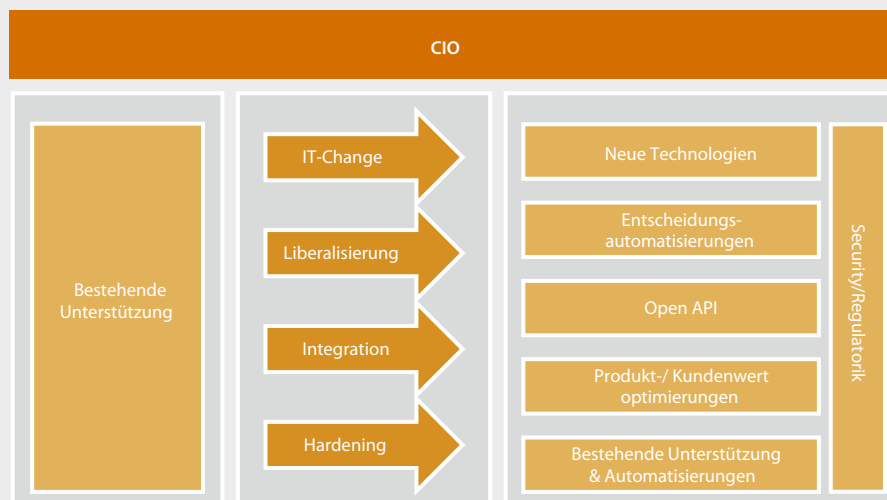 CIO
Bestehende
Unterstützung
IT-Change
Liberalisierung
Integration
Hardening
Neue Technologien
Entscheidungs-
automatisierungen
Open API
Produkt-/ Kundenwert
optimierungen
Bestehende Unterstützung
& Automatisierungen
Security/Regulatorik